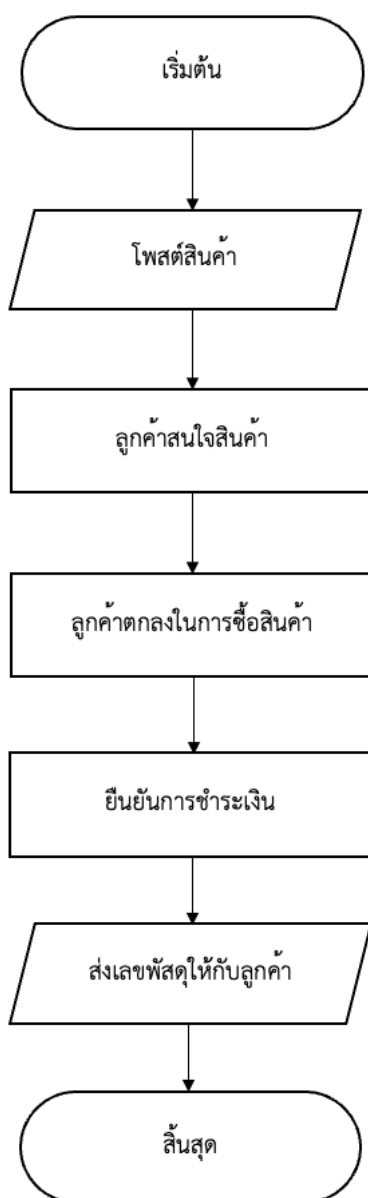 เริ่มต้น
โพสต์สินค้า
ลูกค้าสนใจสินค้า
ลูกค้าตกลงในการซื้อสินค้า
ยืนยันการชำระเงิน
ส่งเลขพัสดุให้กับลูกค้า
สิ้นสุด